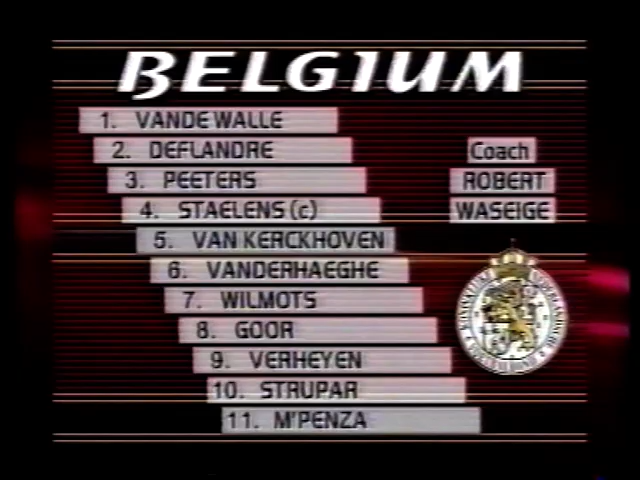 BELGIUM
1. VANDE WALLE
2. DEFLANDRE
3. PEETERS
4. STAELENS (c)
5. VAN KERCKHOVEN
6. VANDERHAEGHE
7. WILMOTS
8. GOOR
9. VERHEYEN
10. STRUPAR
11. M'PENZA
Coach
ROBERT
WASEIGE